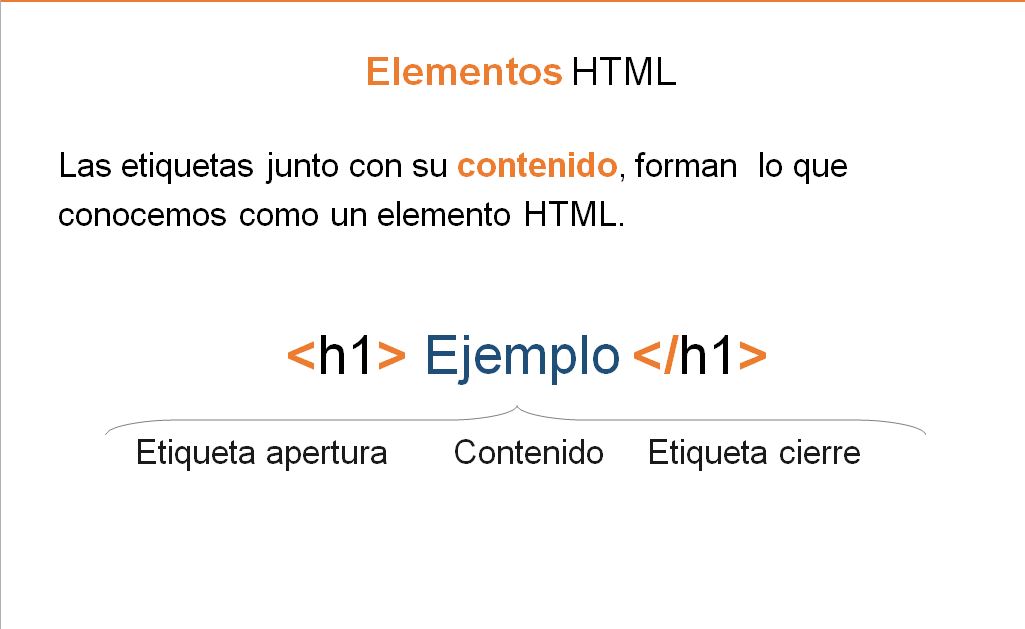 Elementos HTML
Las etiquetas junto con su contenido, forman  lo que
conocemos como un elemento HTML.
<h1> Ejemplo </h1>
Etiqueta apertura Contenido Etiqueta cierre